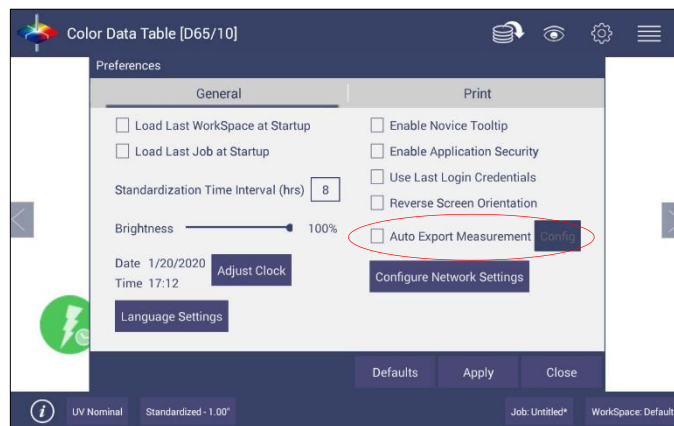 Color Data Table [D65/10]
Preferences
General
Print
Load Last WorkSpace at Startup
Load Last Job at Startup
Standardization Time Interval (hrs) 8
Brightness 100%
Date 1/20/2020
Time 17:12
Adjust Clock
Language Settings
Enable Novice Tooltip
Enable Application Security
Use Last Login Credentials
Reverse Screen Orientation
Auto Export Measurement Config
Configure Network Settings
Defaults Apply Close
i UV Nominal Standardized - 1.00" Job: Untitled* WorkSpace: Default